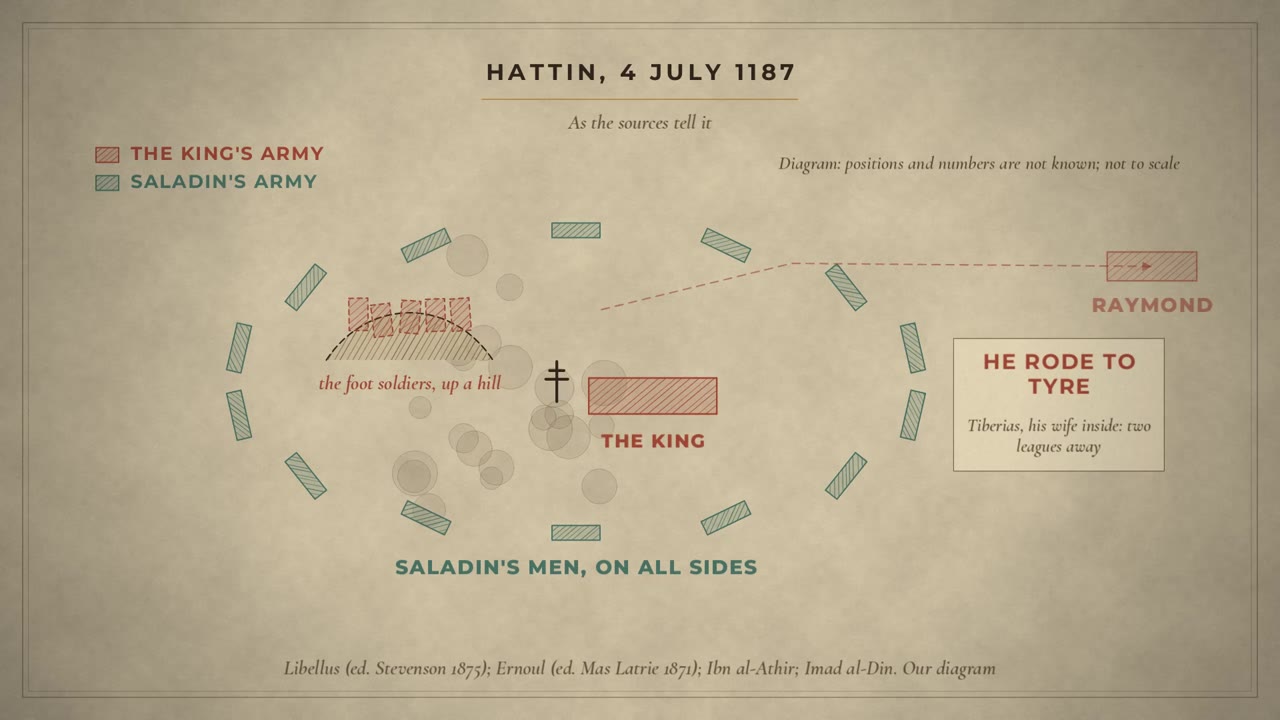 HATTIN, 4 JULY 1187
As the sources tell it
THE KING'S ARMY
SALADIN'S ARMY
Diagram: positions and numbers are not known; not to scale
RAYMOND
HE RODE TO
TYRE
Tiberias, his wife inside: two
leagues away
the foot soldiers, up a hill
THE KING
SALADIN'S MEN, ON ALL SIDES
Libellus (ed. Stevenson 1875); Ernoul (ed. Mas Latrie 1871); Ibn al-Athir; Imad al-Din. Our diagram